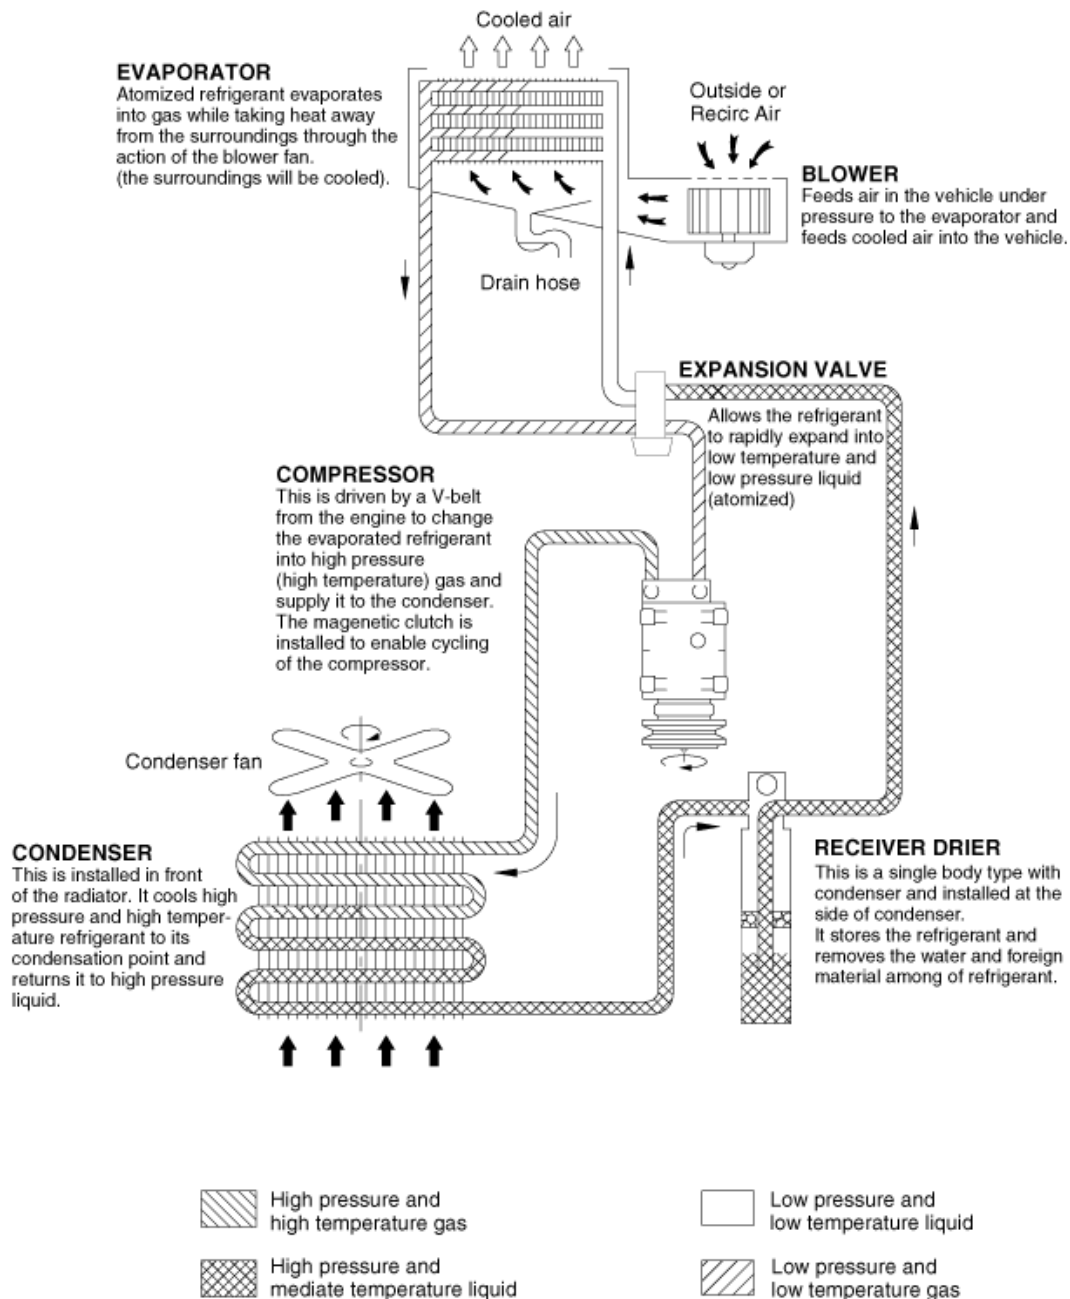 Cooled air
EVAPORATOR
Atomized refrigerant evaporates
into gas while taking heat away
from the surroundings through the
action of the blower fan.
(the surroundings will be cooled).
Outside or
Recirc Air
BLOWER
Feeds air in the vehicle under
pressure to the evaporator and
feeds cooled air into the vehicle.
Drain hose
EXPANSION VALVE
Allows the refrigerant
to rapidly expand into
low temperature and
low pressure liquid
(atomized)
COMPRESSOR
This is driven by a V-belt
from the engine to change
the evaporated refrigerant
into high pressure
(high temperature) gas and
supply it to the condenser.
The magenetic clutch is
installed to enable cycling
of the compressor.
Condenser fan
CONDENSER
This is installed in front
of the radiator. It cools high
pressure and high temper-
ature refrigerant to its
condensation point and
returns it to high pressure
liquid.
RECEIVER DRIER
This is a single body type with
condenser and installed at the
side of condenser.
It stores the refrigerant and
removes the water and foreign
material among of refrigerant.
High pressure and
high temperature gas
Low pressure and
low temperature liquid
High pressure and
mediate temperature liquid
Low pressure and
low temperature gas